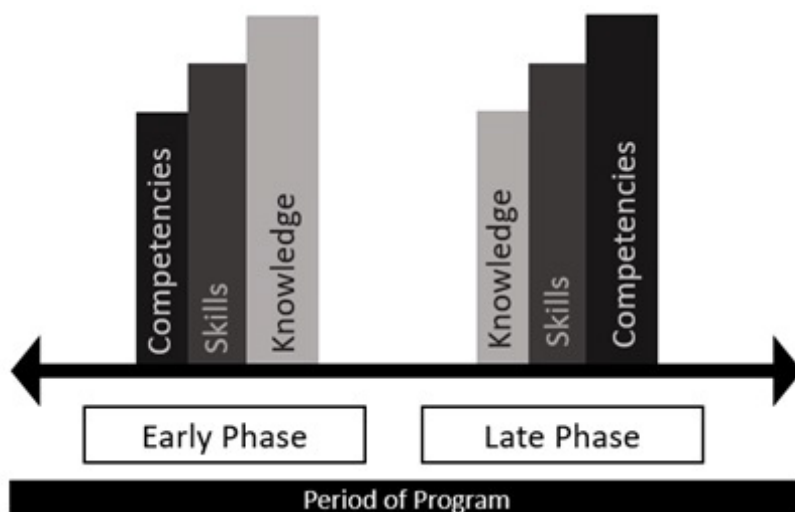 Competencies
Skills
Knowledge
Knowledge
Skills
Competencies
Early Phase
Late Phase
Period of Program